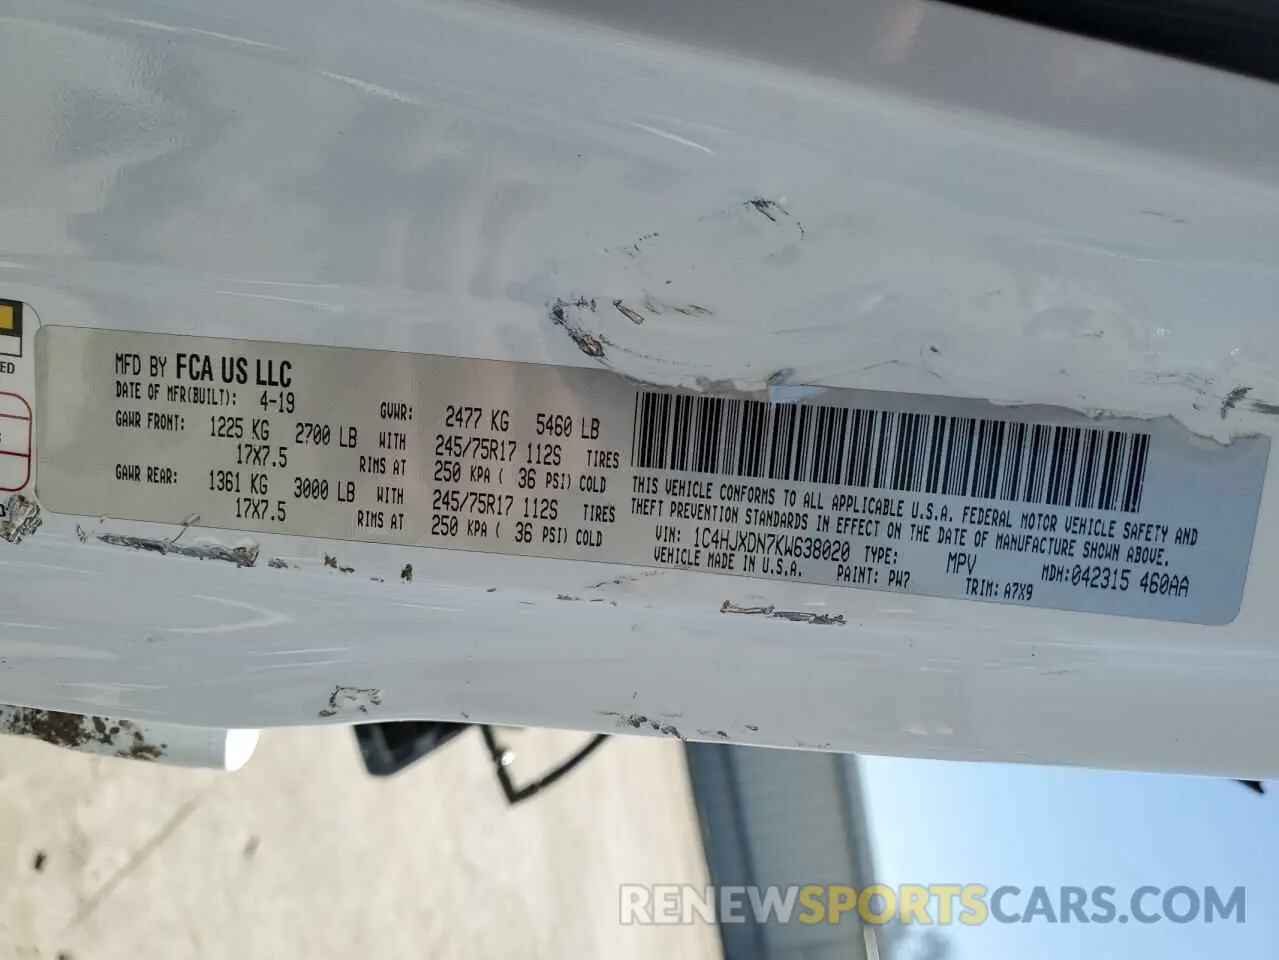 ED
MFD BY FCA US LLC
DATE OF MFR(BUILT): 4-19
GVWR: 2477 KG 5460 LB
GAWR FRONT: 1225 KG 2700 LB WITH 245/75R17 112S TIRES
17X7.5 RIMS AT 250 KPA ( 36 PSI) COLD
GAWR REAR: 1361 KG 3000 LB WITH 245/75R17 112S TIRES
17X7.5 RIMS AT 250 KPA ( 36 PSI) COLD
THIS VEHICLE CONFORMS TO ALL APPLICABLE U.S.A. FEDERAL MOTOR VEHICLE SAFETY AND
THEFT PREVENTION STANDARDS IN EFFECT ON THE DATE OF MANUFACTURE SHOWN ABOVE.
VIN: 1C4HJXDN7KW638020 TYPE: MPV MDH:042315 460AA
VEHICLE MADE IN U.S.A. PAINT: PW7 TRIM: A7X9
RENEWSPORTSCARS.COM